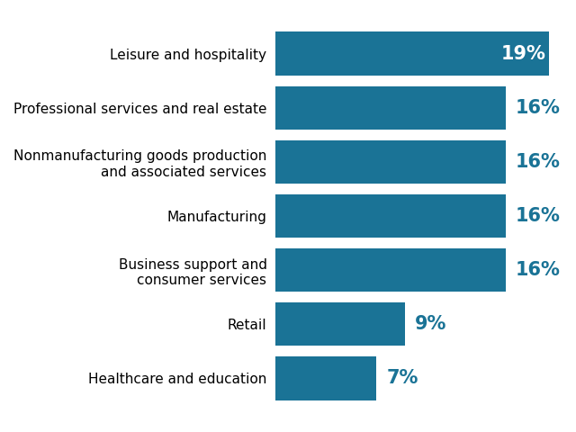 Leisure and hospitality 19%
Professional services and real estate 16%
Nonmanufacturing goods production
and associated services 16%
Manufacturing 16%
Business support and
consumer services 16%
Retail 9%
Healthcare and education 7%